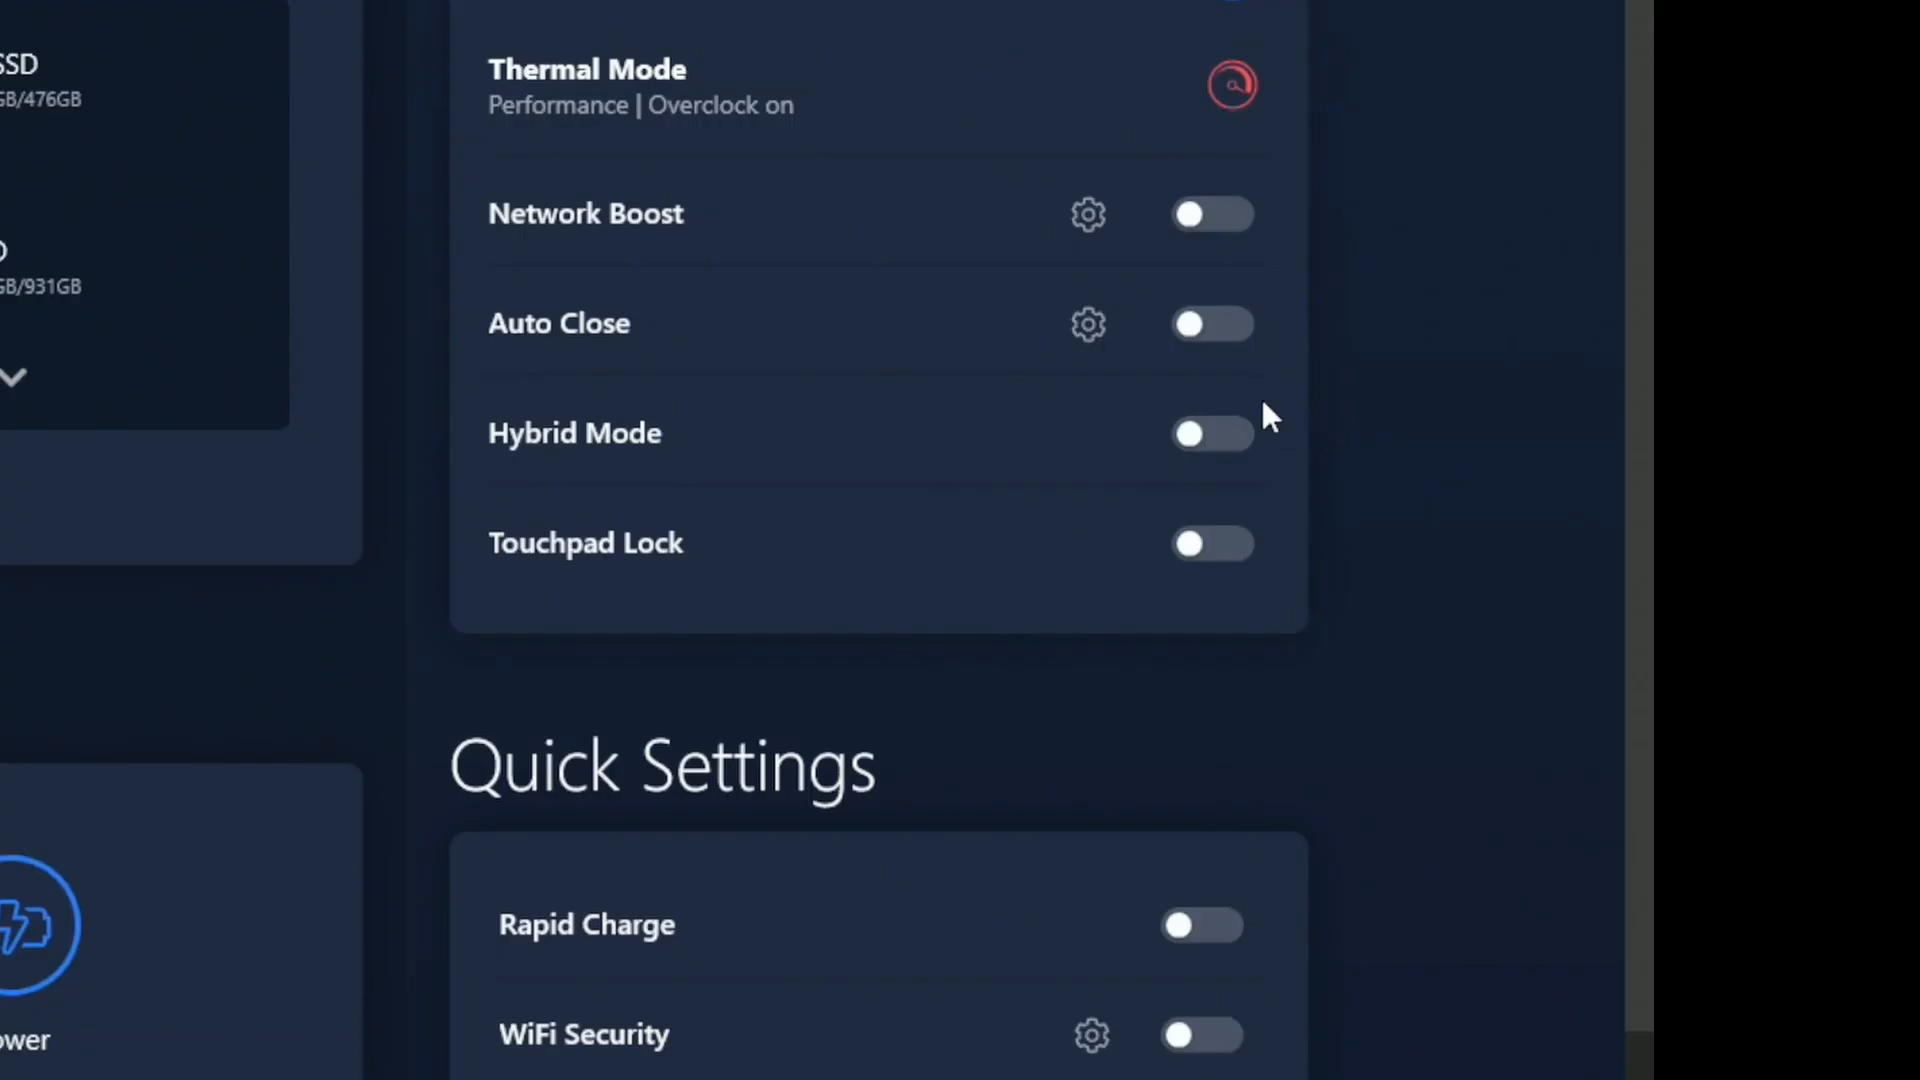 SSD
GB/476GB
GB/931GB
Thermal Mode
Performance | Overclock on
Network Boost
Auto Close
Hybrid Mode
Touchpad Lock
Quick Settings
Rapid Charge
WiFi Security
ower